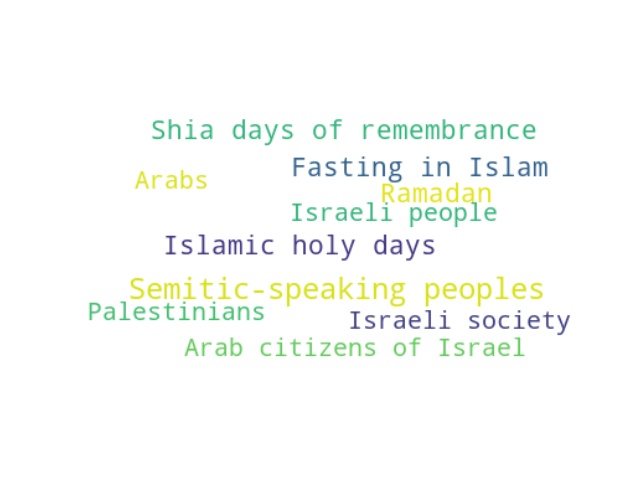 Shia days of remembrance
Fasting in Islam
Arabs
Ramadan
Israeli people
Islamic holy days
Semitic-speaking peoples
Palestinians
Israeli society
Arab citizens of Israel